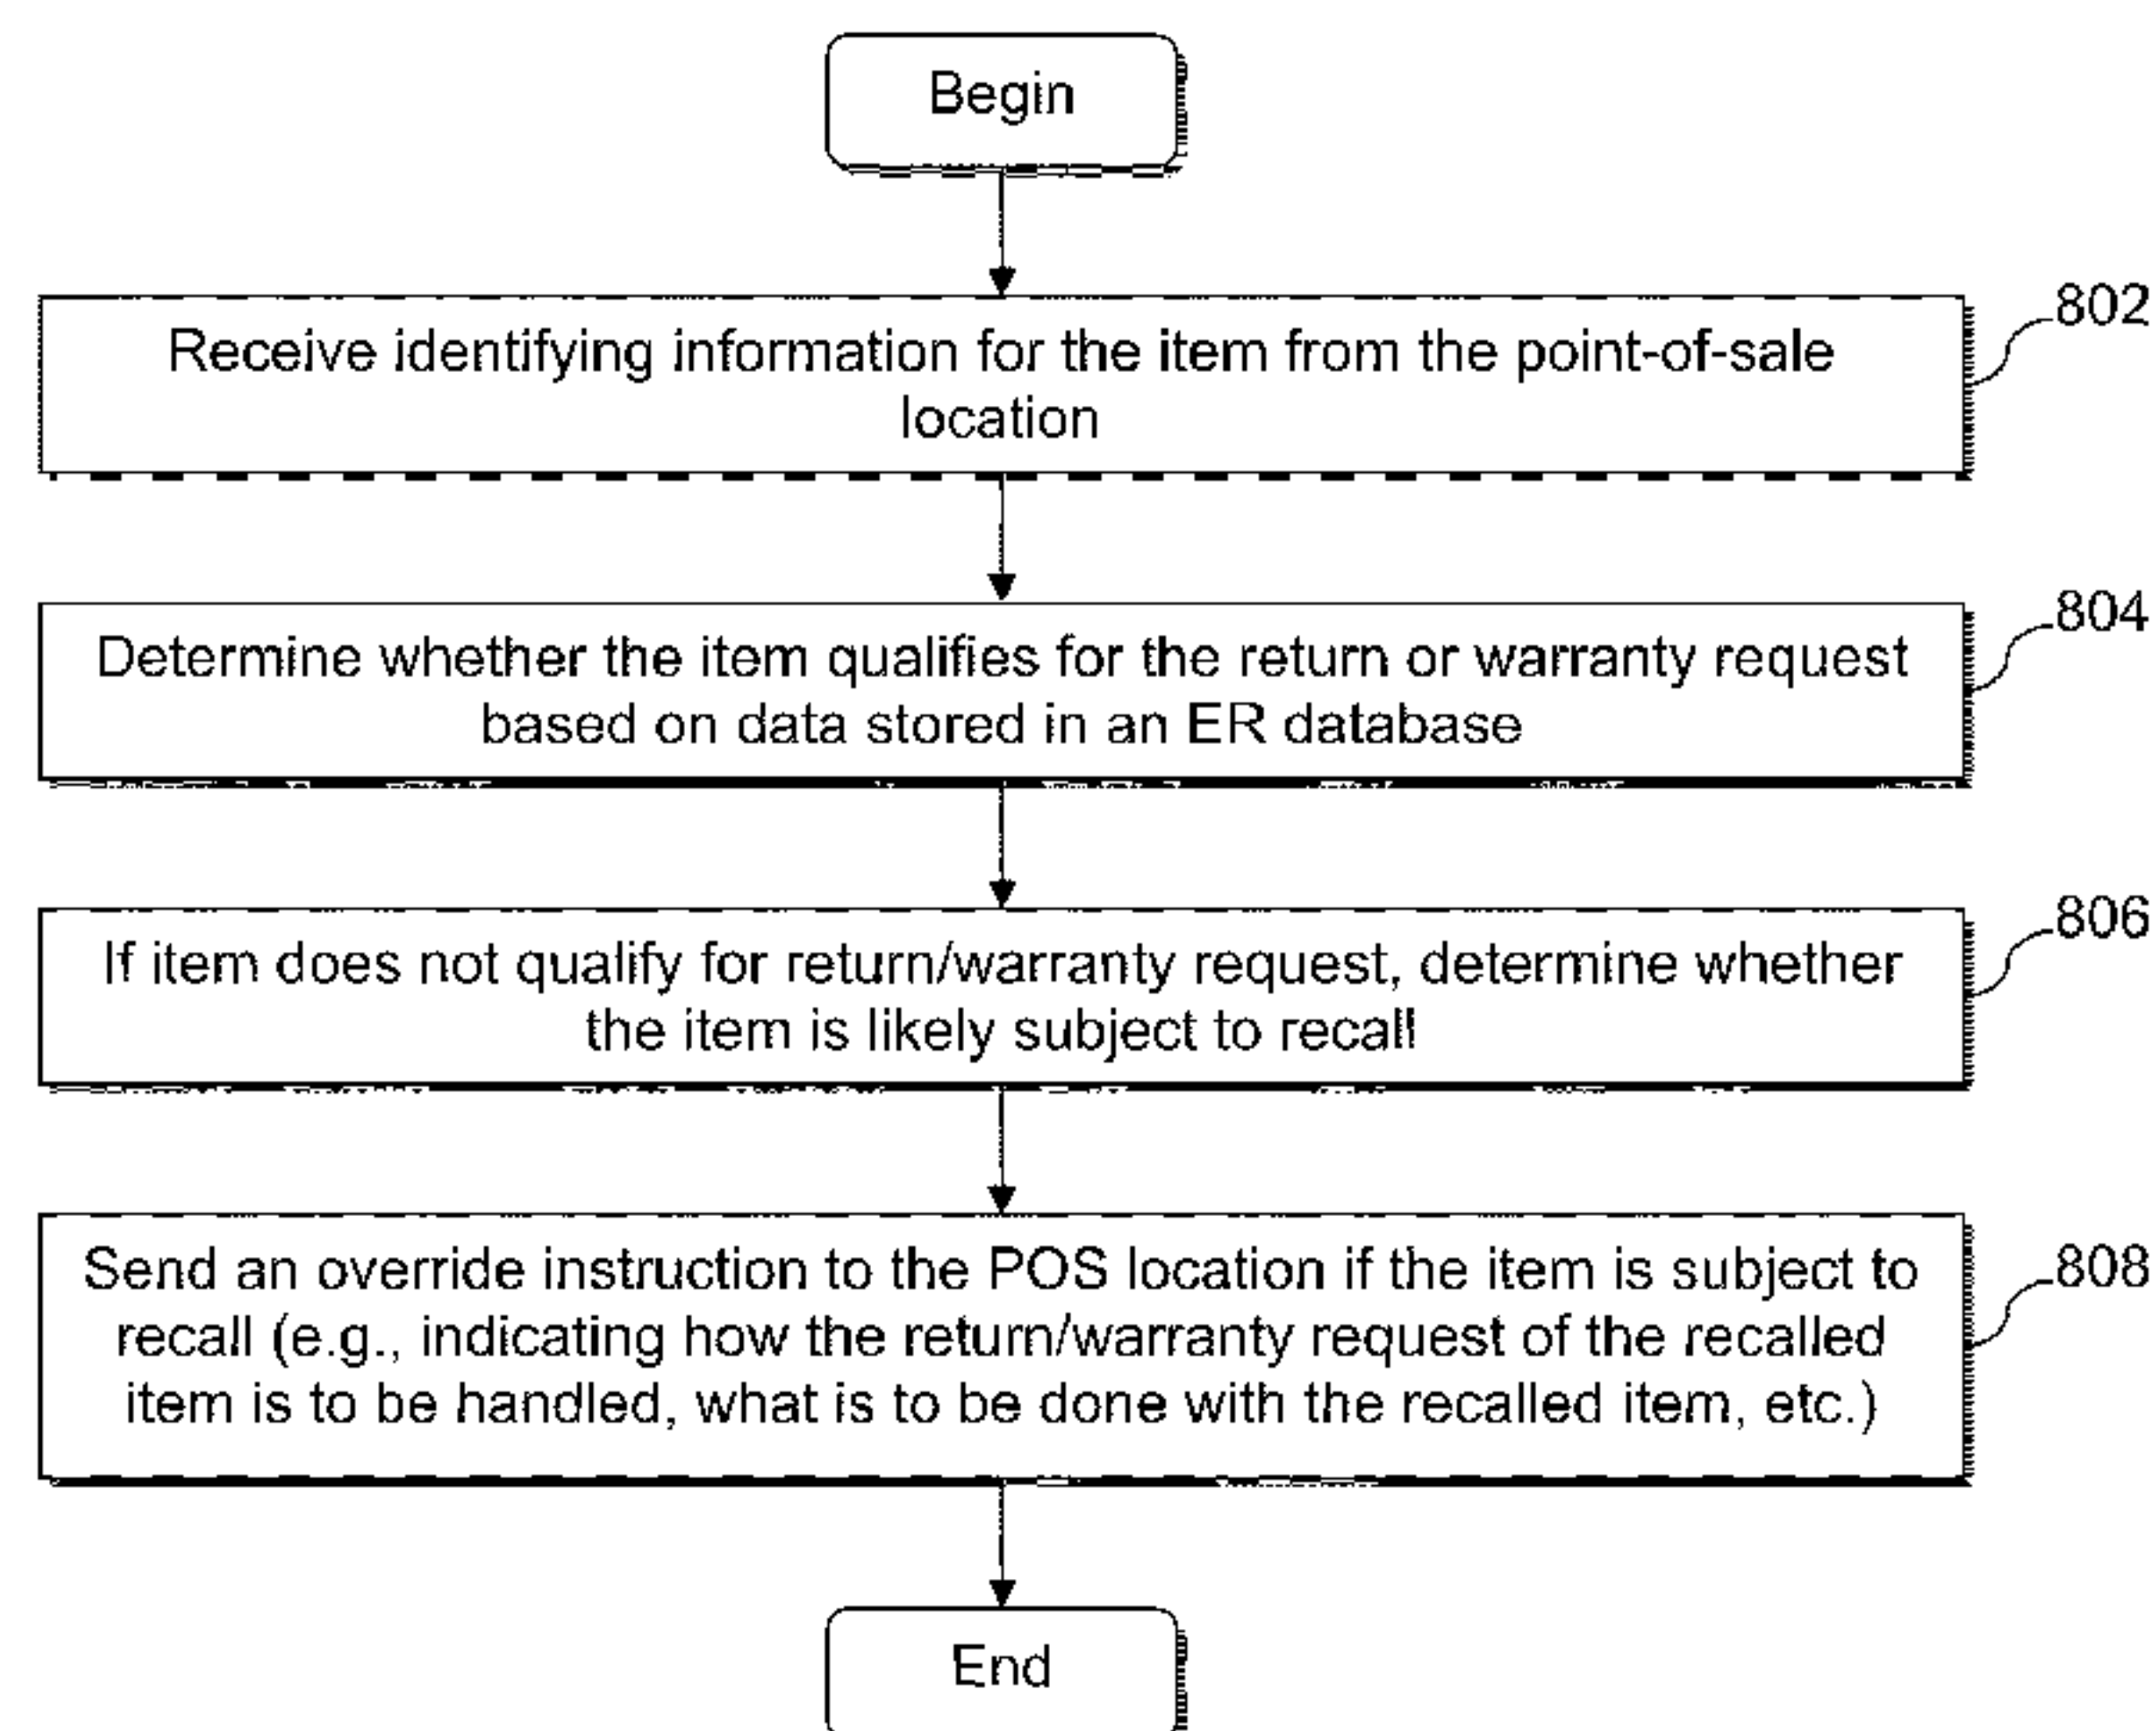 Begin
Receive identifying information for the item from the point-of-sale
location
802
Determine whether the item qualifies for the return or warranty request
based on data stored in an ER database
804
If item does not qualify for return/warranty request, determine whether
the item is likely subject to recall
806
Send an override instruction to the POS location if the item is subject to
recall (e.g., indicating how the return/warranty request of the recalled
item is to be handled, what is to be done with the recalled item, etc.)
808
End